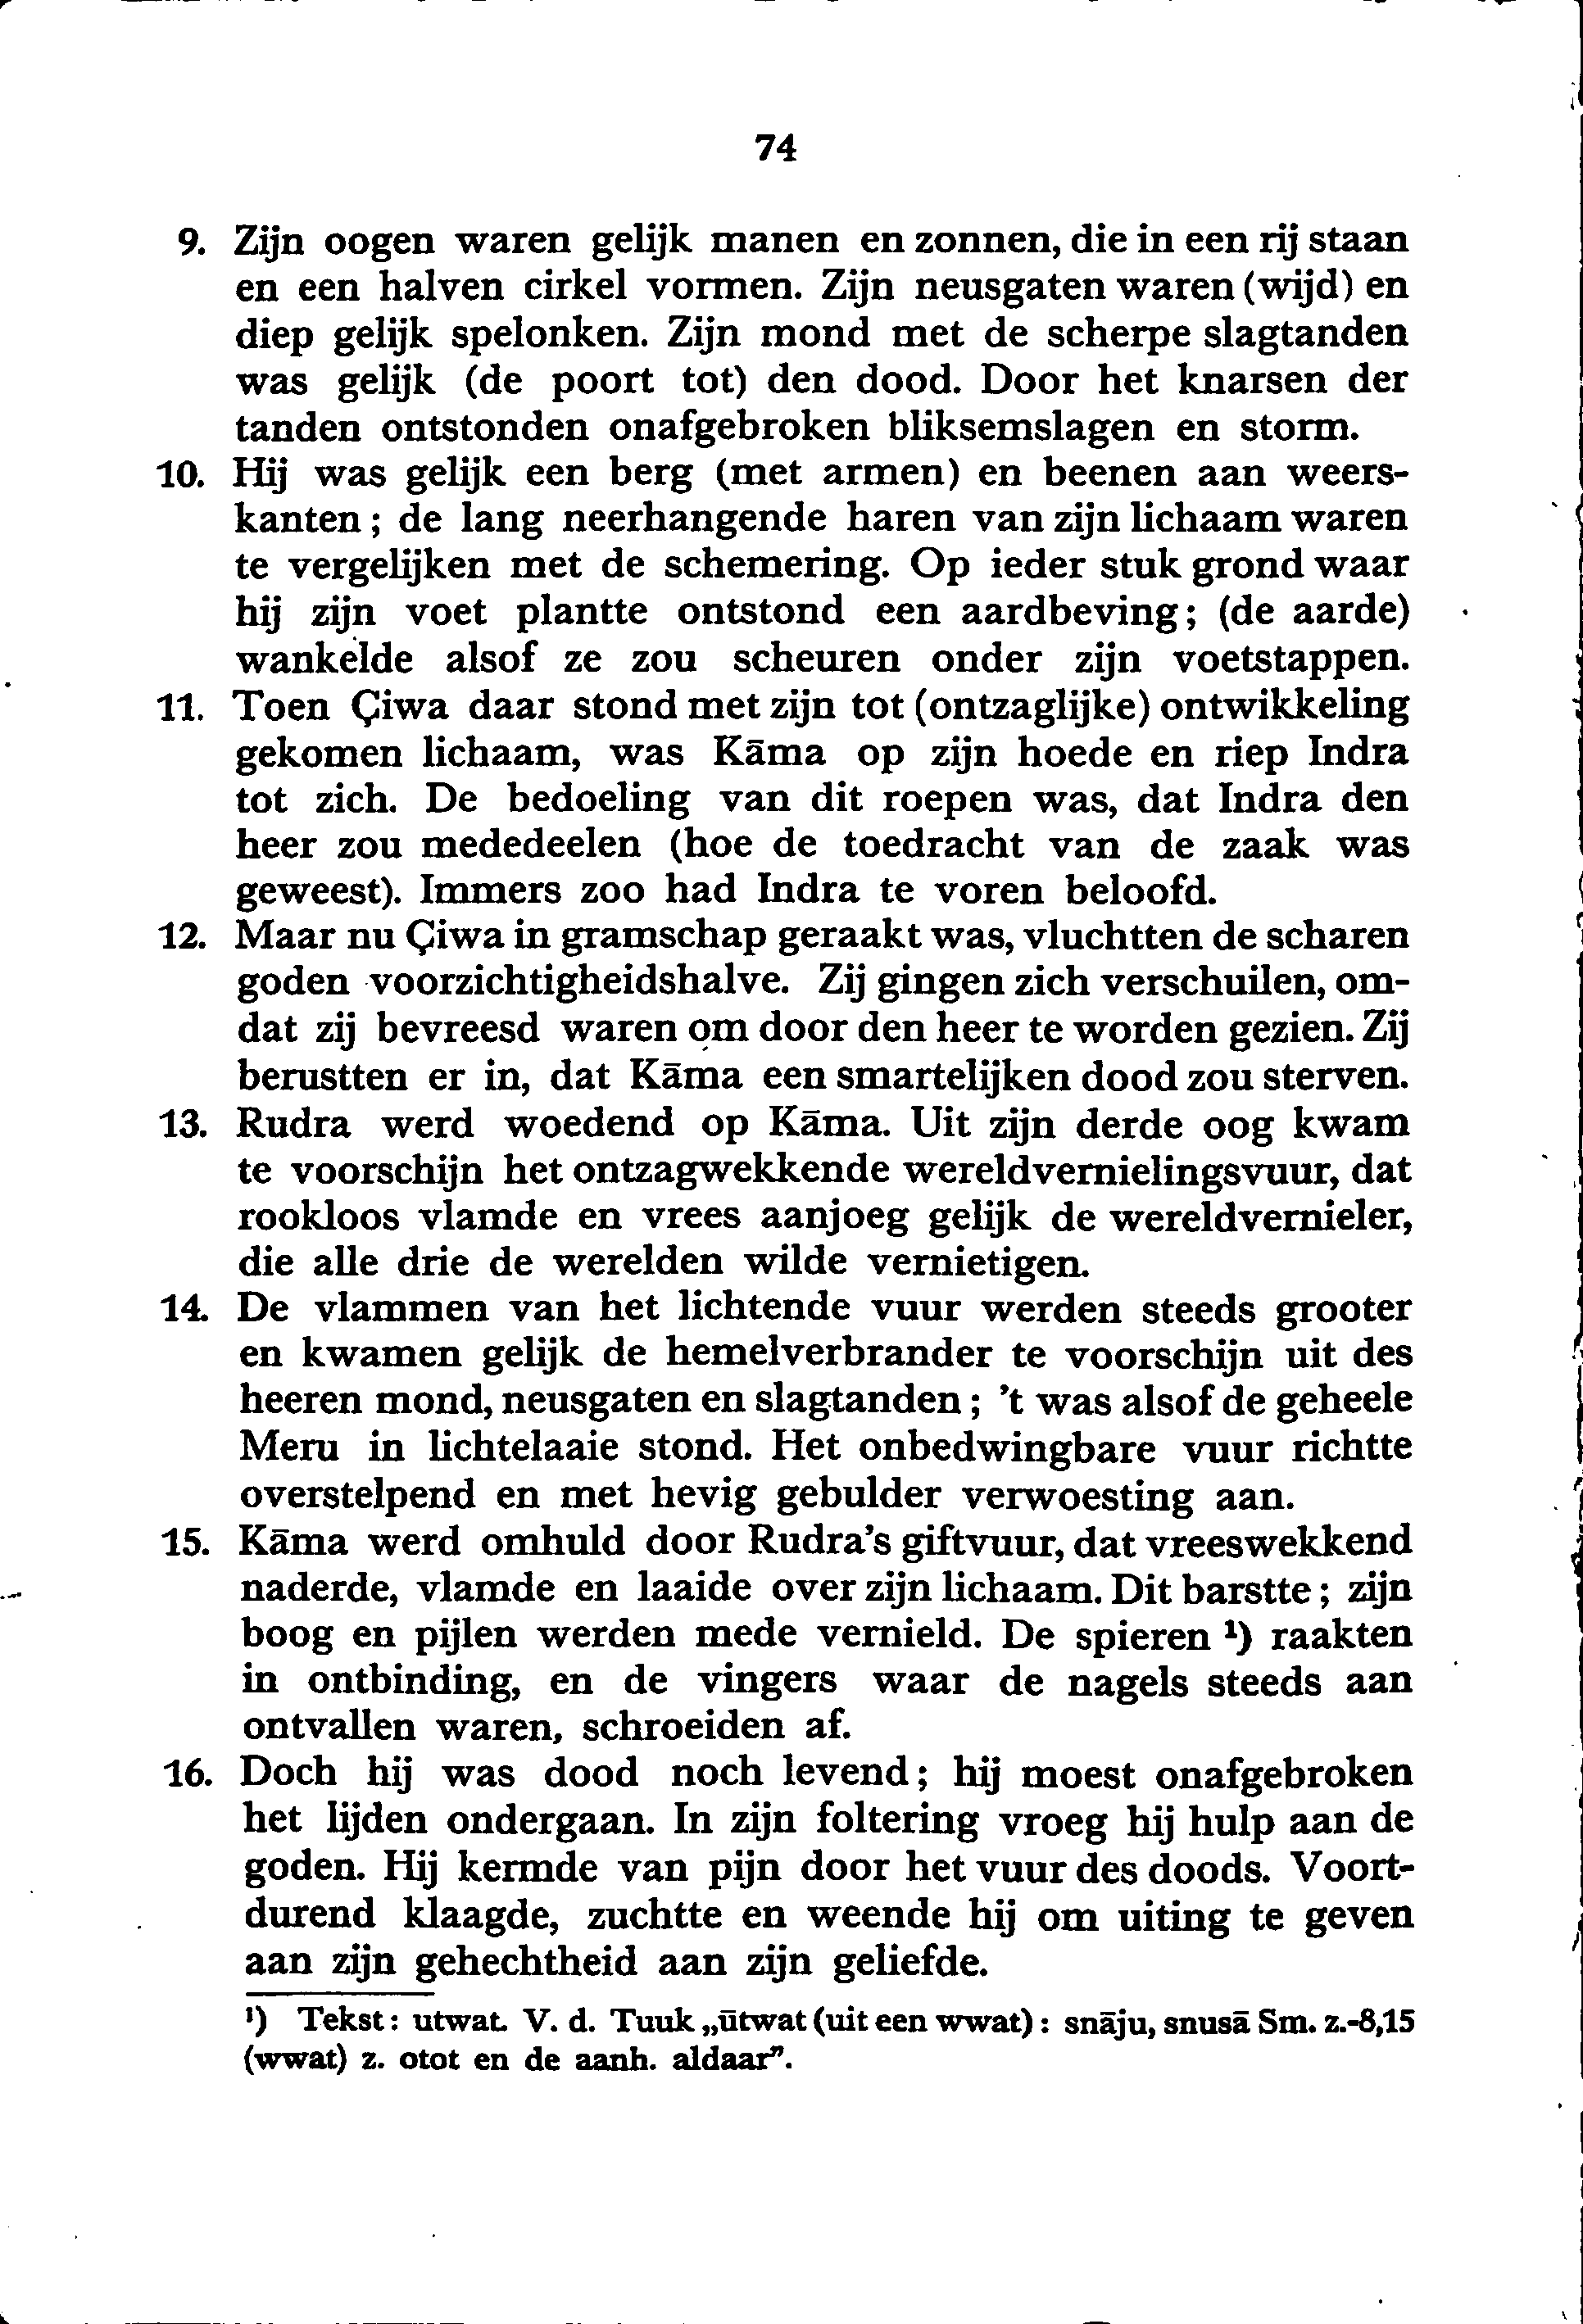 74
9. Zijn oogen waren gelijk manen en zonnen, die in een rij staan
en een halven cirkel vormen. Zijn neusgaten waren (wijd) en
diep gelijk spelonken. Zijn mond met de scherpe slagtanden
was gelijk (de poort tot) den dood. Door het knarsen der
tanden ontstonden onafgebroken bliksemslagen en storm.
10. Hij was gelijk een berg (met armen) en beenen aan weers-
kanten; de lang neerhangende haren van zijn lichaam waren
te vergelijken met de schemering. Op ieder stuk grond waar
hij zijn voet plantte ontstond een aardbeving; (de aarde)
wankelde alsof ze zou scheuren onder zijn voetstappen.
11. Toen Çiwa daar stond met zijn tot (ontzaglijke) ontwikkeling
gekomen lichaam, was Kāma op zijn hoede en riep Indra
tot zich. De bedoeling van dit roepen was, dat Indra den
heer zou mededeelen (hoe de toedracht van de zaak was
geweest). Immers zoo had Indra te voren beloofd.
12. Maar nu Çiwa in gramschap geraakt was, vluchtten de scharen
goden voorzichtigheidshalve. Zij gingen zich verschuilen, om-
dat zij bevreesd waren om door den heer te worden gezien. Zij
berustten er in, dat Kāma een smartelijken dood zou sterven.
13. Rudra werd woedend op Kāma. Uit zijn derde oog kwam
te voorschijn het ontzagwekkende wereldvernielingsvuur, dat
rookloos vlamde en vrees aanjoeg gelijk de wereldvernieler,
die alle drie de werelden wilde vernietigen.
14. De vlammen van het lichtende vuur werden steeds grooter
en kwamen gelijk de hemelverbrander te voorschijn uit des
heeren mond, neusgaten en slagtanden; 't was alsof de geheele
Meru in lichtelaaie stond. Het onbedwingbare vuur richtte
overstelpend en met hevig gebulder verwoesting aan.
15. Kāma werd omhuld door Rudra's giftvuur, dat vreeswekkend
naderde, vlamde en laaide over zijn lichaam. Dit barstte; zijn
boog en pijlen werden mede vernield. De spieren ¹) raakten
in ontbinding, en de vingers waar de nagels steeds aan
ontvallen waren, schroeiden af.
16. Doch hij was dood noch levend; hij moest onafgebroken
het lijden ondergaan. In zijn foltering vroeg hij hulp aan de
goden. Hij kermde van pijn door het vuur des doods. Voort-
durend klaagde, zuchtte en weende hij om uiting te geven
aan zijn gehechtheid aan zijn geliefde.
¹) Tekst: utwat. V. d. Tuuk „ūtwat (uit een wwat): snāju, snusā Sm. z.-8,15
(wwat) z. otot en de aanh. aldaar”.